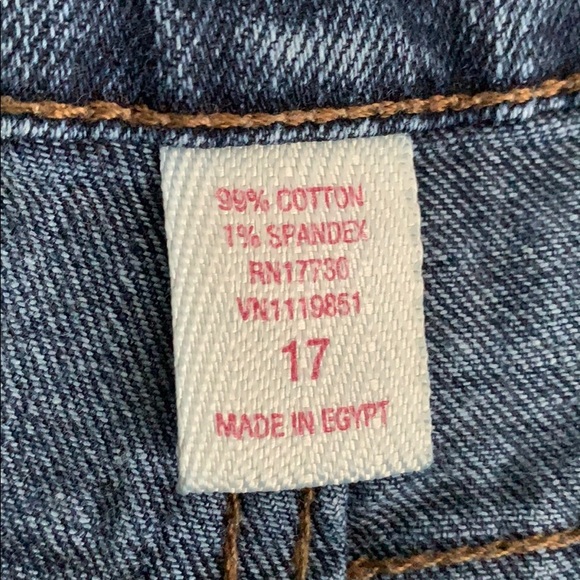 99% COTTON
1% SPANDEX
RN17730
VN1119851
17
MADE IN EGYPT